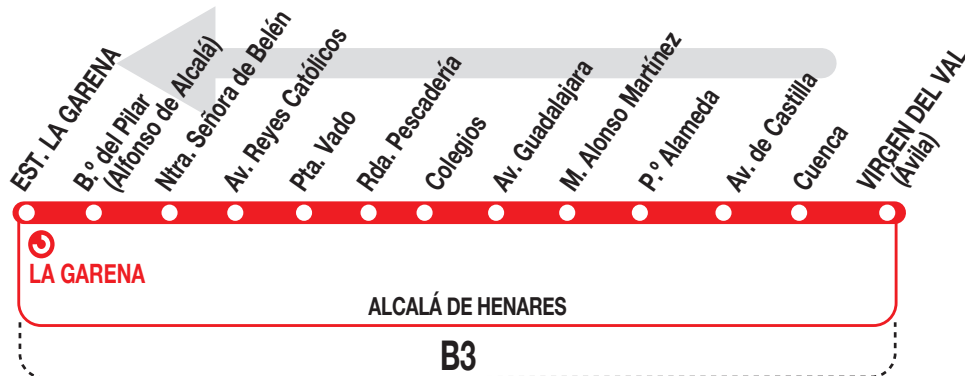 EST. LA GARENA
B.º del Pilar
(Alfonso de Alcalá)
Ntra. Señora de Belén
Av. Reyes Católicos
Pta. Vado
Rda. Pescadería
Colegios
Av. Guadalajara
M. Alonso Martínez
P.º Alameda
Av. de Castilla
Cuenca
VIRGEN DEL VAL
(Ávila)
LA GARENA
ALCALÁ DE HENARES
B3